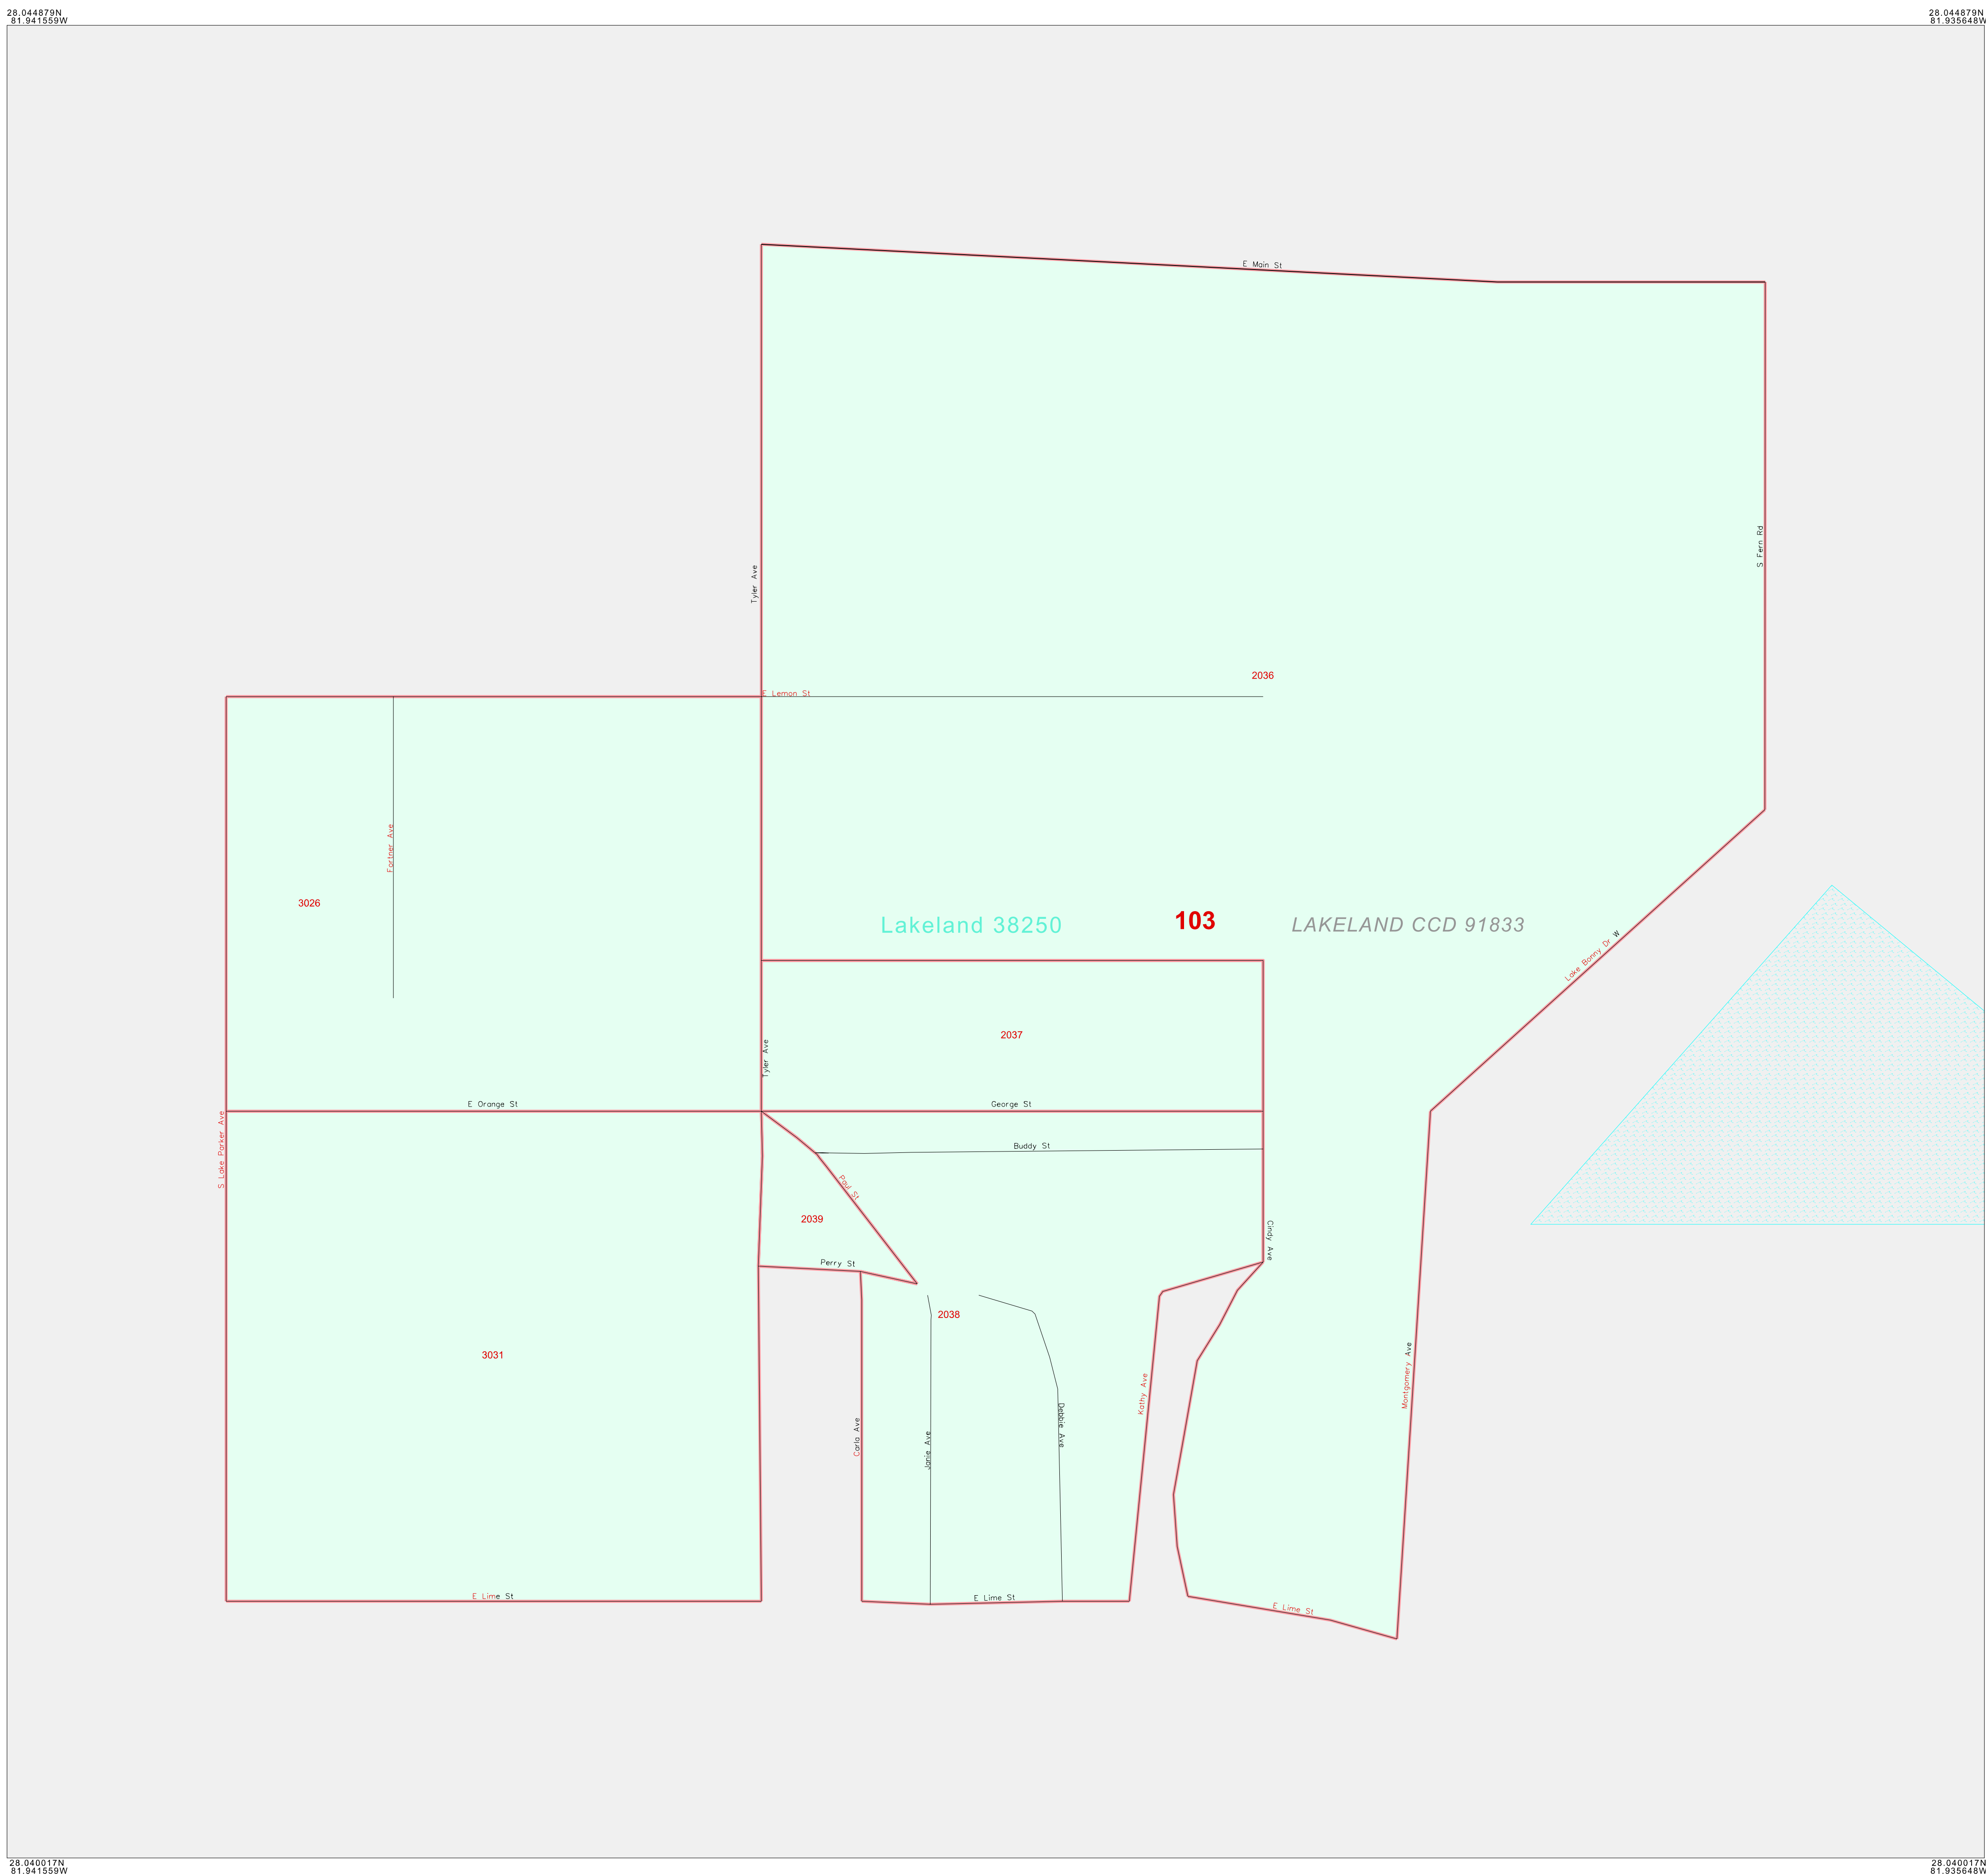 28.044879N
81.941559W
28.044879N
81.935648W
E Main St
S Fern Rd
Tyler Ave
2036
E Lemon St
Fortner Ave
3026
Lakeland 38250
103
LAKELAND CCD 91833
Lake Bonny Dr W
2037
Tyler Ave
E Orange St
George St
S Lake Parker Ave
Buddy St
Paul St
2039
Cindy Ave
Perry St
2038
3031
Montgomery Ave
Kathy Ave
Carla Ave
Janie Ave
Debbie Ave
E Lime St
E Lime St
E Lime St
28.040017N
81.941559W
28.040017N
81.935648W